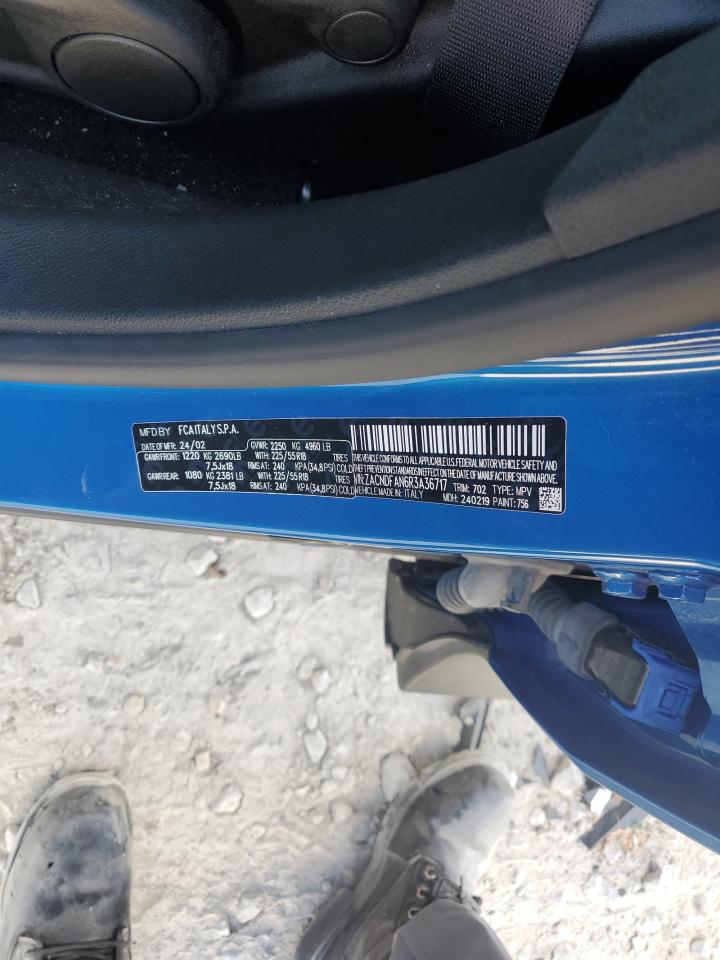 MFD BY FCA ITALY S.P.A.
DATE OF MFR: 24/02 GVWR: 2250 KG 4960 LB
GAWR FRONT: 1220 KG 2690LB WITH: 225/55R18 TIRES
7,5Jx18 RIMS AT: 240 KPA(34,8PSI) COLD
GAWR REAR: 1080 KG 2381 LB WITH: 225/55R18 TIRES
7,5Jx18 RIMS AT: 240 KPA(34,8PSI) COLD
THIS VEHICLE CONFORMS TO ALL APPLICABLE U.S. FEDERAL MOTOR VEHICLE SAFETY AND
THEFT PREVENTION STANDARDS IN EFFECT ON THE DATE OF MANUFACTURE SHOWN ABOVE.
VIN: ZACNDFAN6R3A36717 TRIM: 702 TYPE: MPV
VEHICLE MADE IN: ITALY MDH: 240219 PAINT: 756